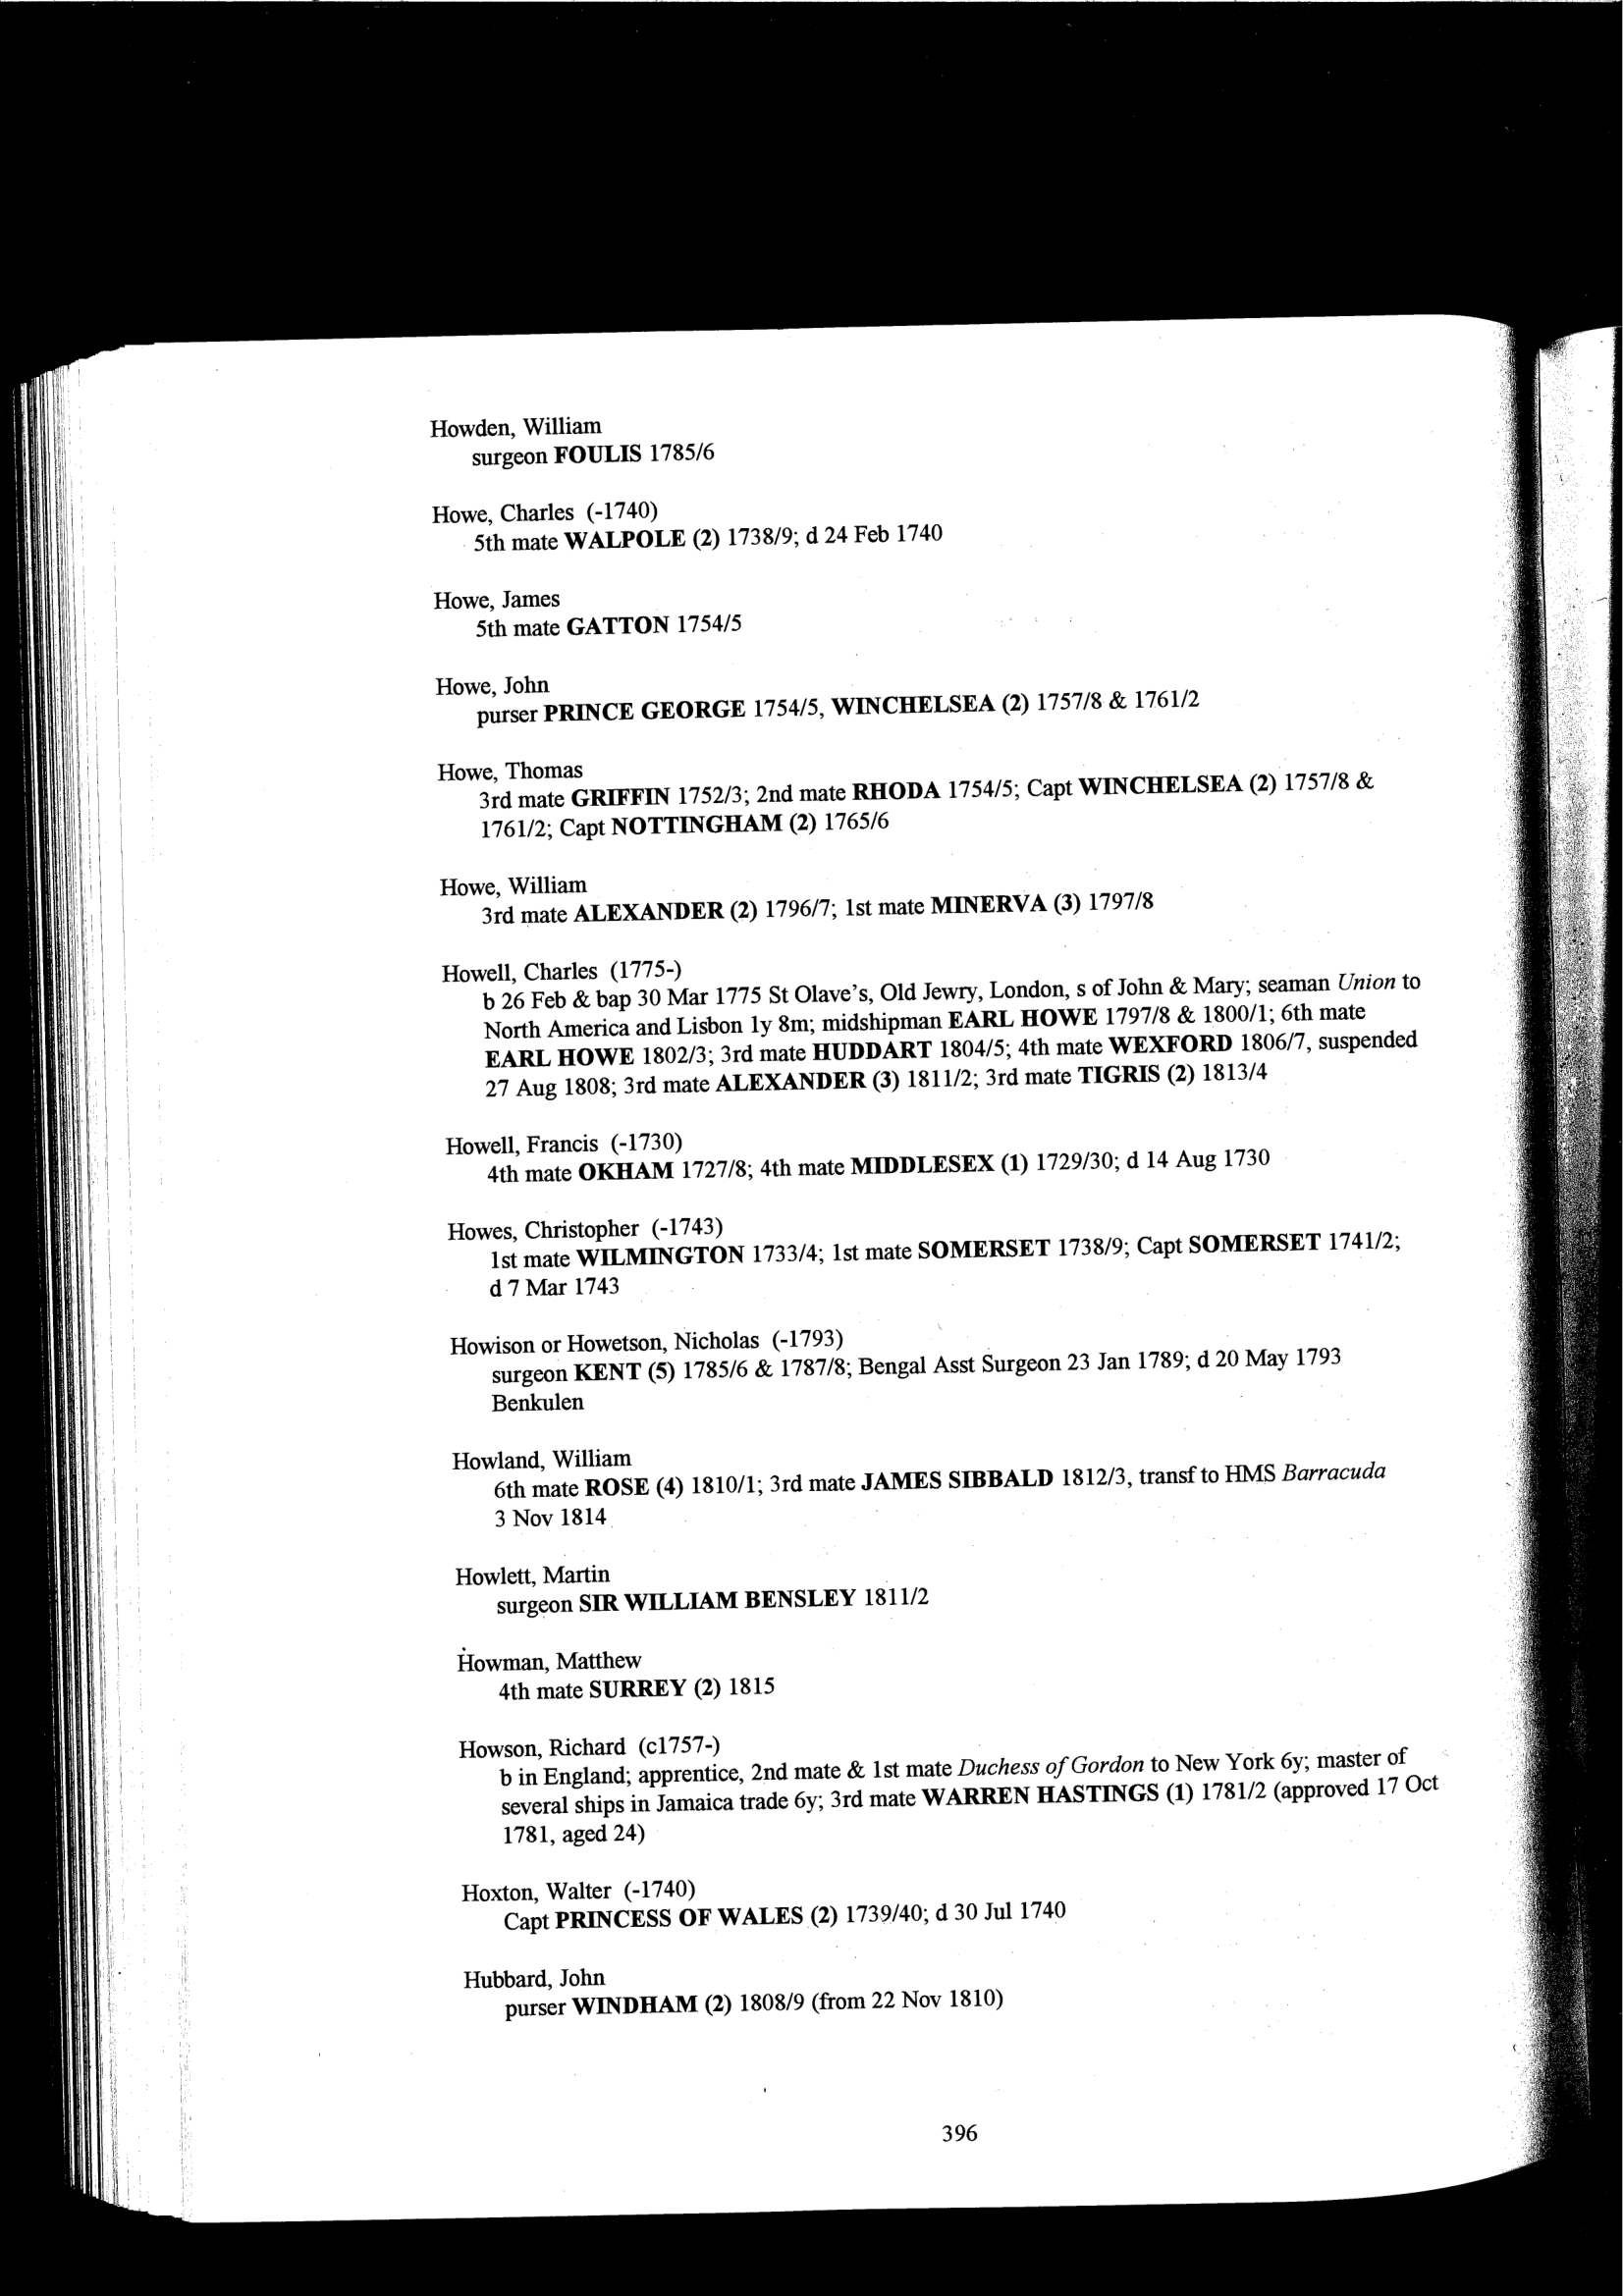 Howden, William
surgeon FOULIS 1785/6
Howe, Charles (-1740)
5th mate WALPOLE (2) 1738/9; d 24 Feb 1740
Howe, James
5th mate GATTON 1754/5
Howe, John
purser PRINCE GEORGE 1754/5, WINCHELSEA (2) 1757/8 & 1761/2
Howe, Thomas
3rd mate GRIFFIN 1752/3; 2nd mate RHODA 1754/5; Capt WINCHELSEA (2) 1757/8 &
1761/2; Capt NOTTINGHAM (2) 1765/6
Howe, William
3rd mate ALEXANDER (2) 1796/7; 1st mate MINERVA (3) 1797/8
Howell, Charles (1775-)
b 26 Feb & bap 30 Mar 1775 St Olave's, Old Jewry, London, s of John & Mary; seaman Union to
North America and Lisbon 1y 8m; midshipman EARL HOWE 1797/8 & 1800/1; 6th mate
EARL HOWE 1802/3; 3rd mate HUDDART 1804/5; 4th mate WEXFORD 1806/7, suspended
27 Aug 1808; 3rd mate ALEXANDER (3) 1811/2; 3rd mate TIGRIS (2) 1813/4
Howell, Francis (-1730)
4th mate OKHAM 1727/8; 4th mate MIDDLESEX (1) 1729/30; d 14 Aug 1730
Howes, Christopher (-1743)
1st mate WILMINGTON 1733/4; 1st mate SOMERSET 1738/9; Capt SOMERSET 1741/2;
d 7 Mar 1743
Howison or Howetson, Nicholas (-1793)
surgeon KENT (5) 1785/6 & 1787/8; Bengal Asst Surgeon 23 Jan 1789; d 20 May 1793
Benkulen
Howland, William
6th mate ROSE (4) 1810/1; 3rd mate JAMES SIBBALD 1812/3, transf to HMS Barracuda
3 Nov 1814
Howlett, Martin
surgeon SIR WILLIAM BENSLEY 1811/2
Howman, Matthew
4th mate SURREY (2) 1815
Howson, Richard (c1757-)
b in England; apprentice, 2nd mate & 1st mate Duchess of Gordon to New York 6y; master of
several ships in Jamaica trade 6y; 3rd mate WARREN HASTINGS (1) 1781/2 (approved 17 Oct
1781, aged 24)
Hoxton, Walter (-1740)
Capt PRINCESS OF WALES (2) 1739/40; d 30 Jul 1740
Hubbard, John
purser WINDHAM (2) 1808/9 (from 22 Nov 1810)
396